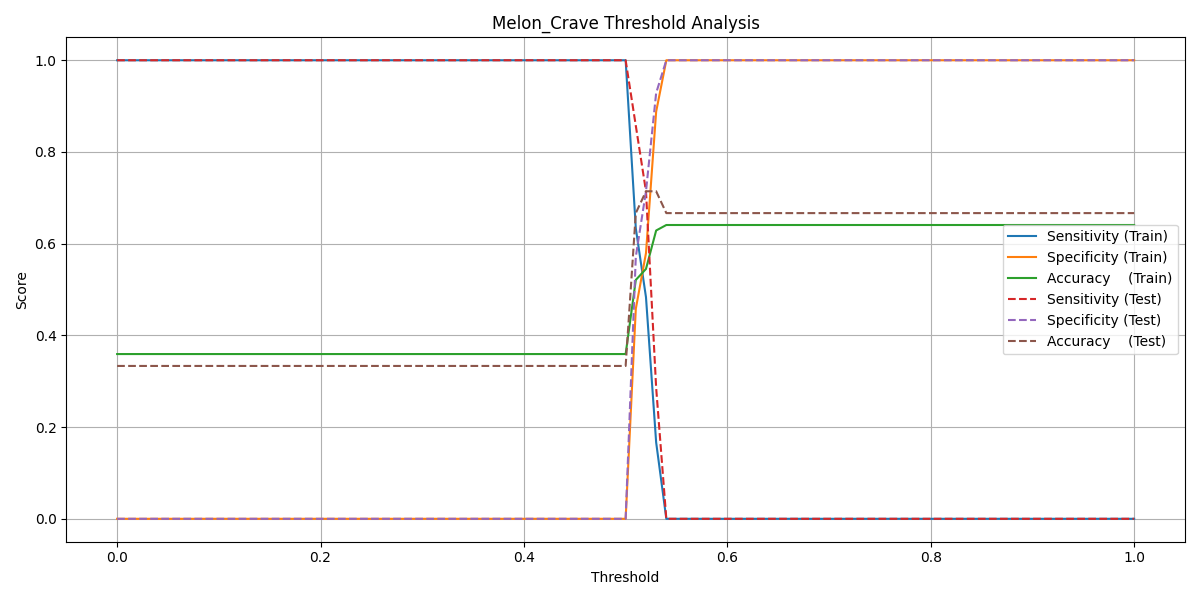 Melon_Crave Threshold Analysis
1.0
0.8
0.6
0.4
0.2
0.0
Score
Sensitivity (Train)
Specificity (Train)
Accuracy    (Train)
Sensitivity (Test)
Specificity (Test)
Accuracy    (Test)
0.0 0.2 0.4 0.6 0.8 1.0
Threshold